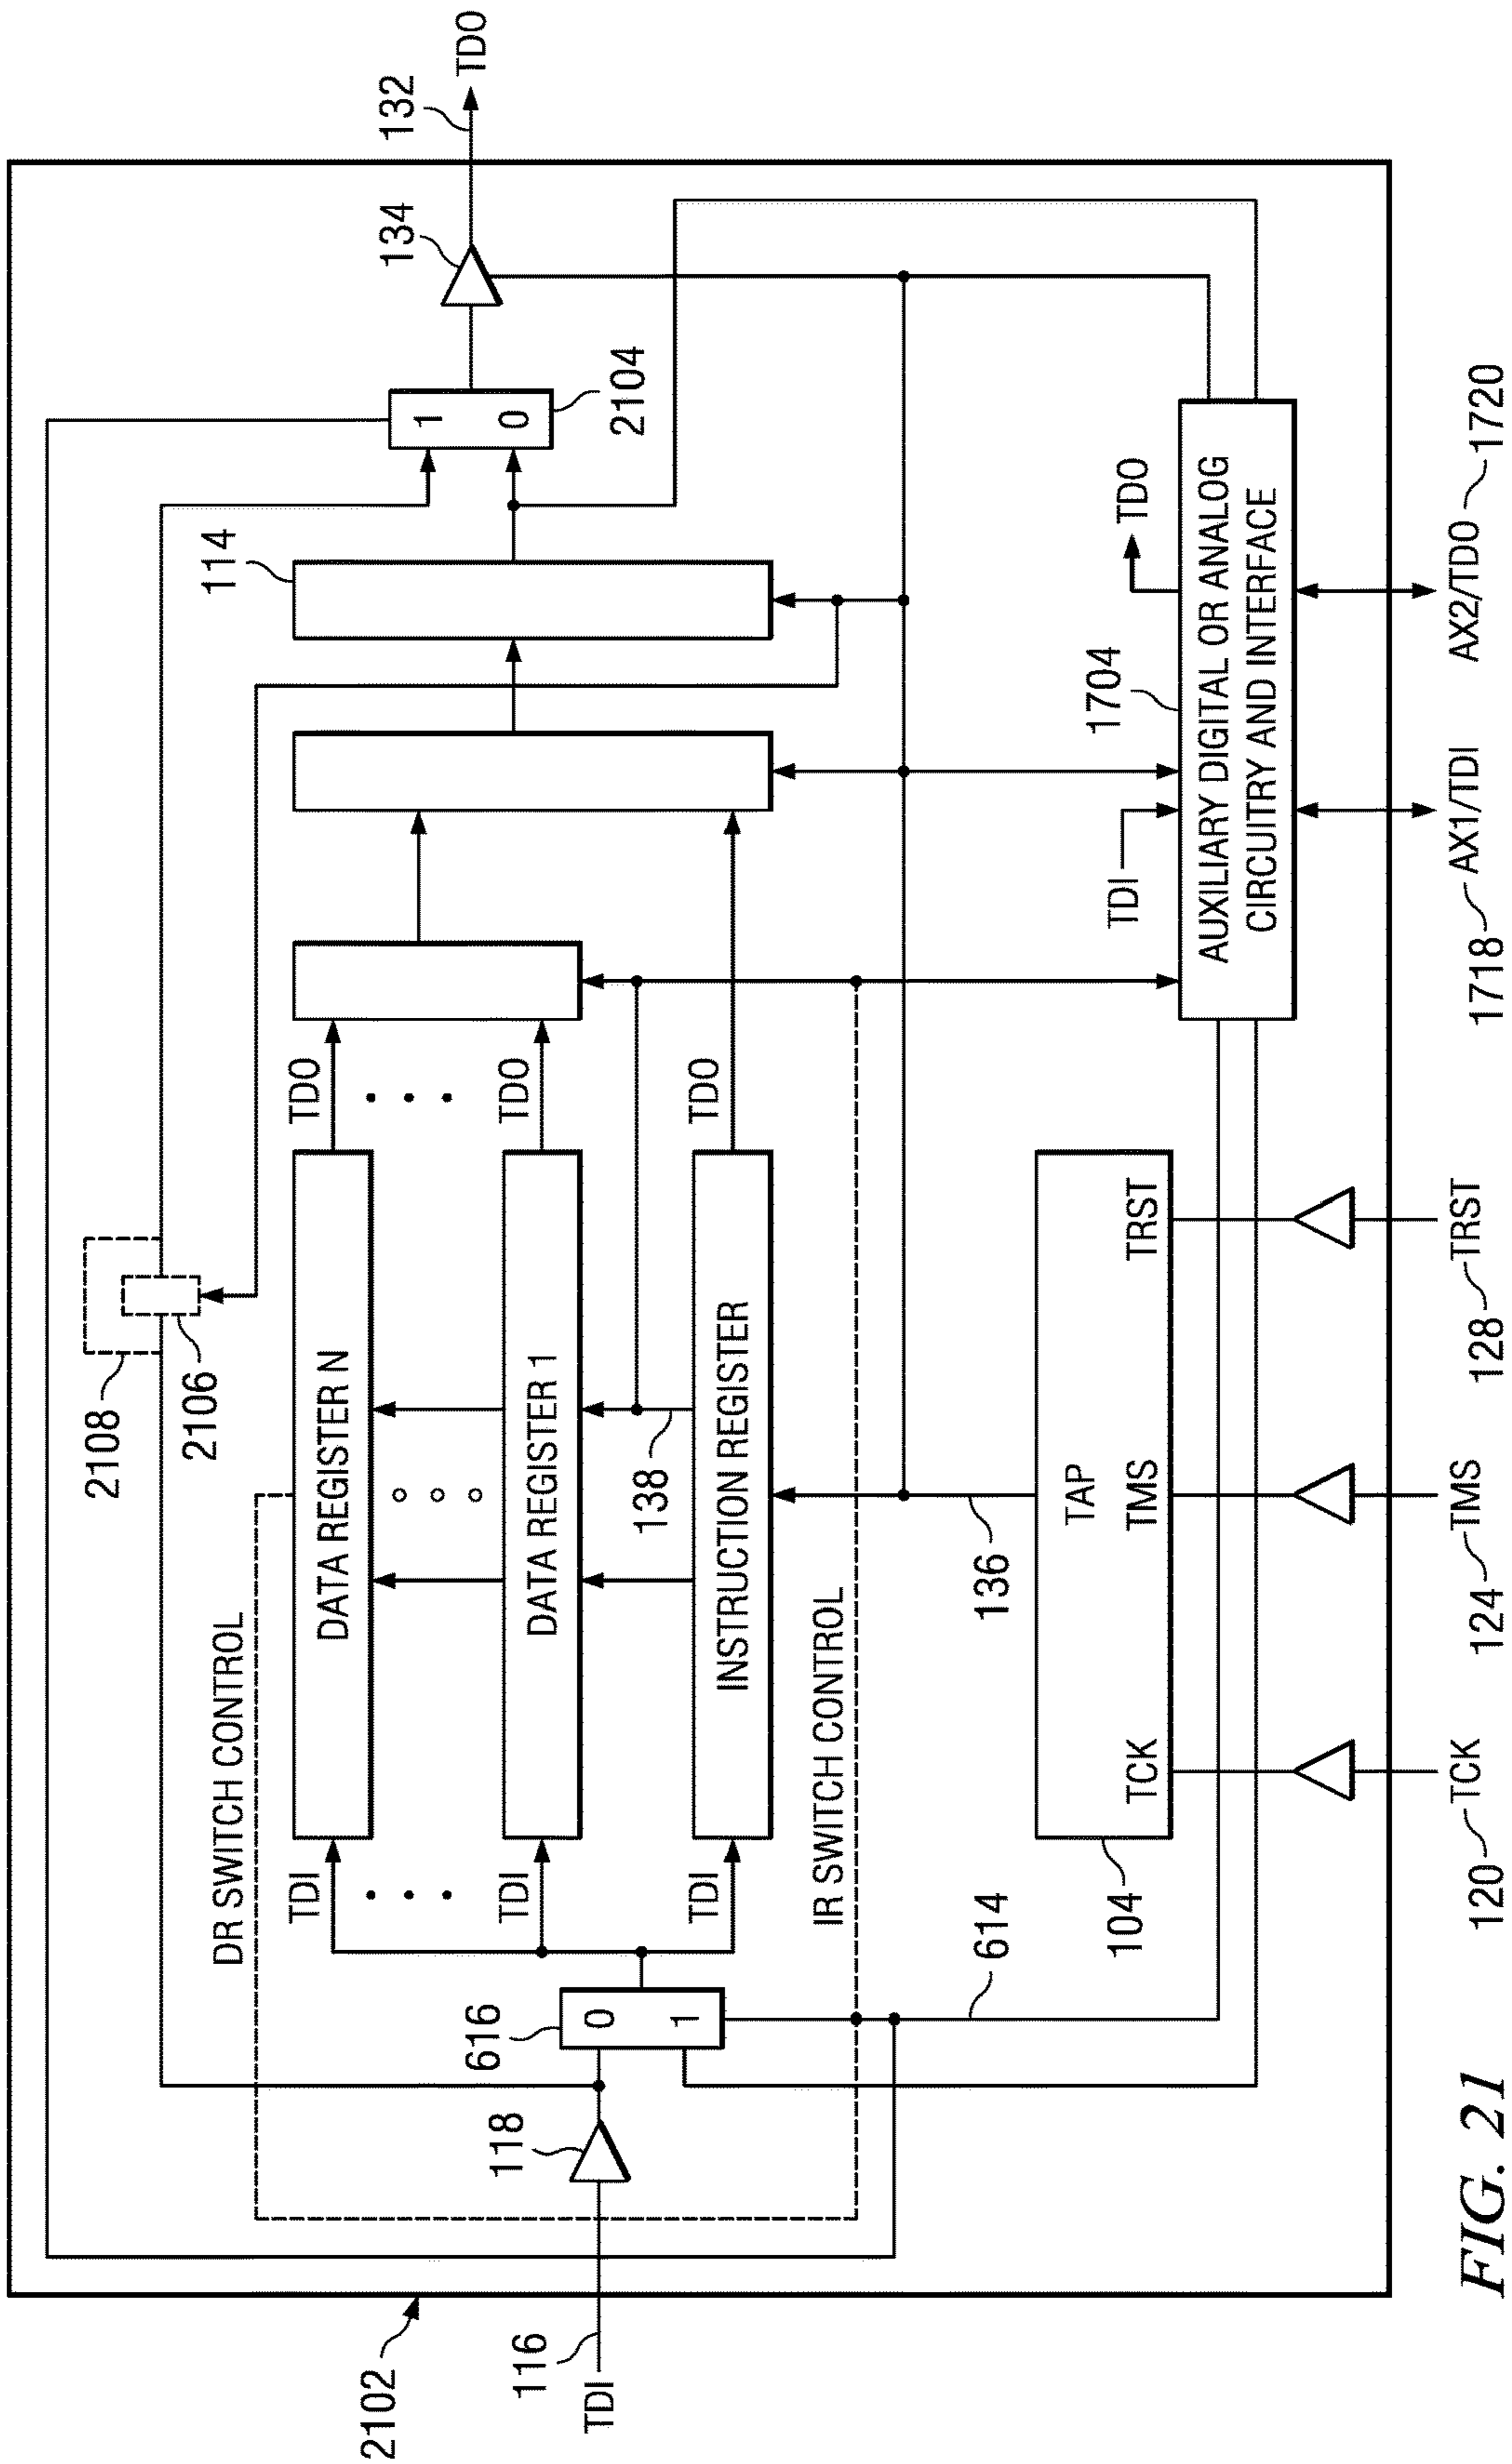 2102
116
TDI
118
616
0
1
DR SWITCH CONTROL
2108
2106
TDI
TDI
TDI
DATA REGISTER N
DATA REGISTER 1
INSTRUCTION REGISTER
138
TDO
TDO
TDO
114
1
0
2104
134
132
TDO
IR SWITCH CONTROL
614
136
104
TAP
TCK
TMS
TRST
TDI
1704
TDO
AUXILIARY DIGITAL OR ANALOG
CIRCUITRY AND INTERFACE
120 TCK
124 TMS
128 TRST
1718 AX1/TDI
AX2/TDO 1720
FIG. 21